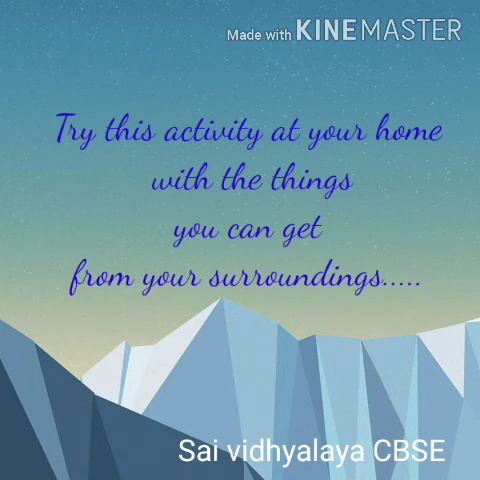 Made with KINEMASTER
Try this activity at your home
with the things
you can get
from your surroundings.....
Sai vidhyalaya CBSE